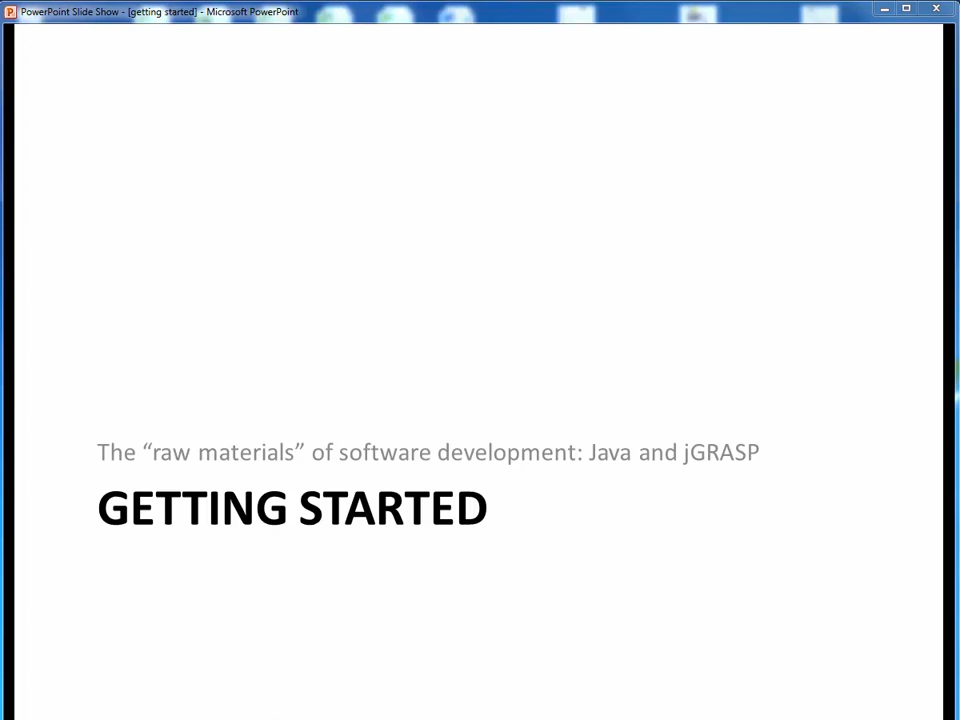 PowerPoint Slide Show - [getting started] - Microsoft PowerPoint
The “raw materials” of software development: Java and jGRASP
GETTING STARTED